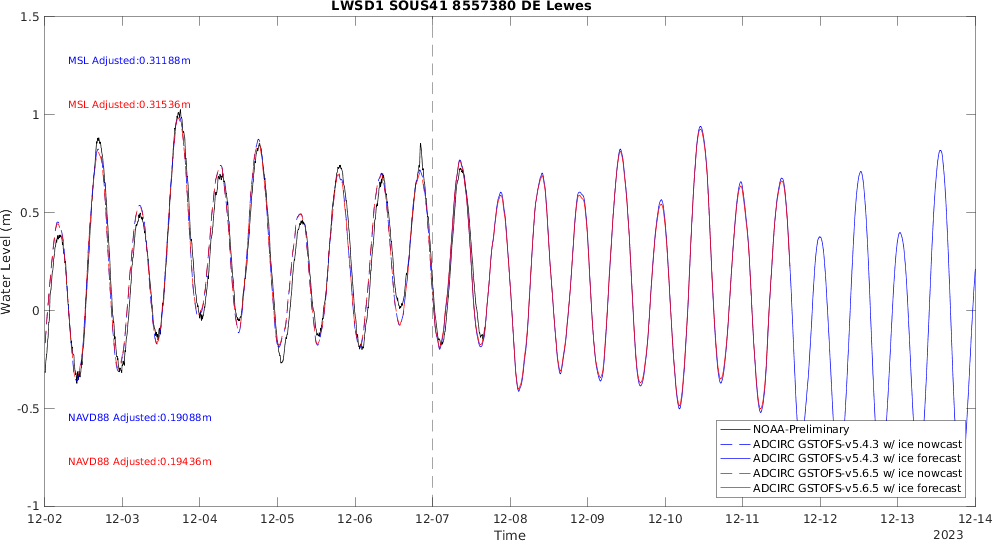 LWSD1 SOUS41 8557380 DE Lewes
1.5
1
0.5
0
-0.5
-1
Water Level (m)
MSL Adjusted:0.31188m
MSL Adjusted:0.31536m
NAVD88 Adjusted:0.19088m
NAVD88 Adjusted:0.19436m
NOAA-Preliminary
ADCIRC GSTOFS-v5.4.3 w/ ice nowcast
ADCIRC GSTOFS-v5.4.3 w/ ice forecast
ADCIRC GSTOFS-v5.6.5 w/ ice nowcast
ADCIRC GSTOFS-v5.6.5 w/ ice forecast
12-02 12-03 12-04 12-05 12-06 12-07 12-08 12-09 12-10 12-11 12-12 12-13 12-14
Time
2023